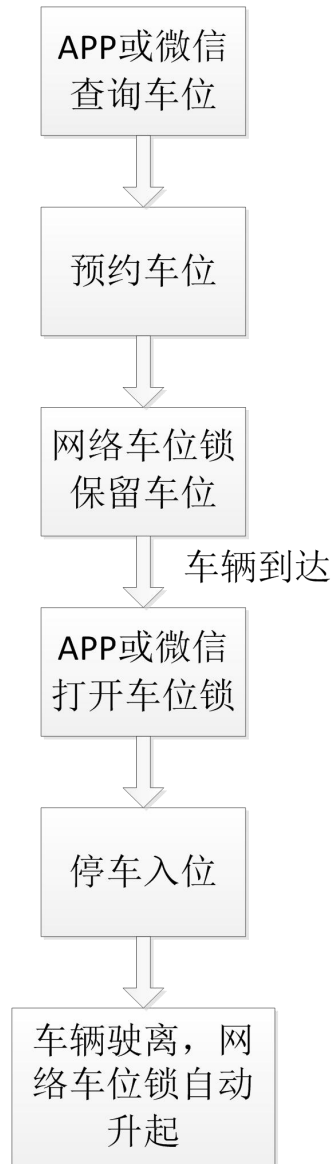 APP或微信
查询车位
预约车位
网络车位锁
保留车位
车辆到达
APP或微信
打开车位锁
停车入位
车辆驶离，网
络车位锁自动
升起